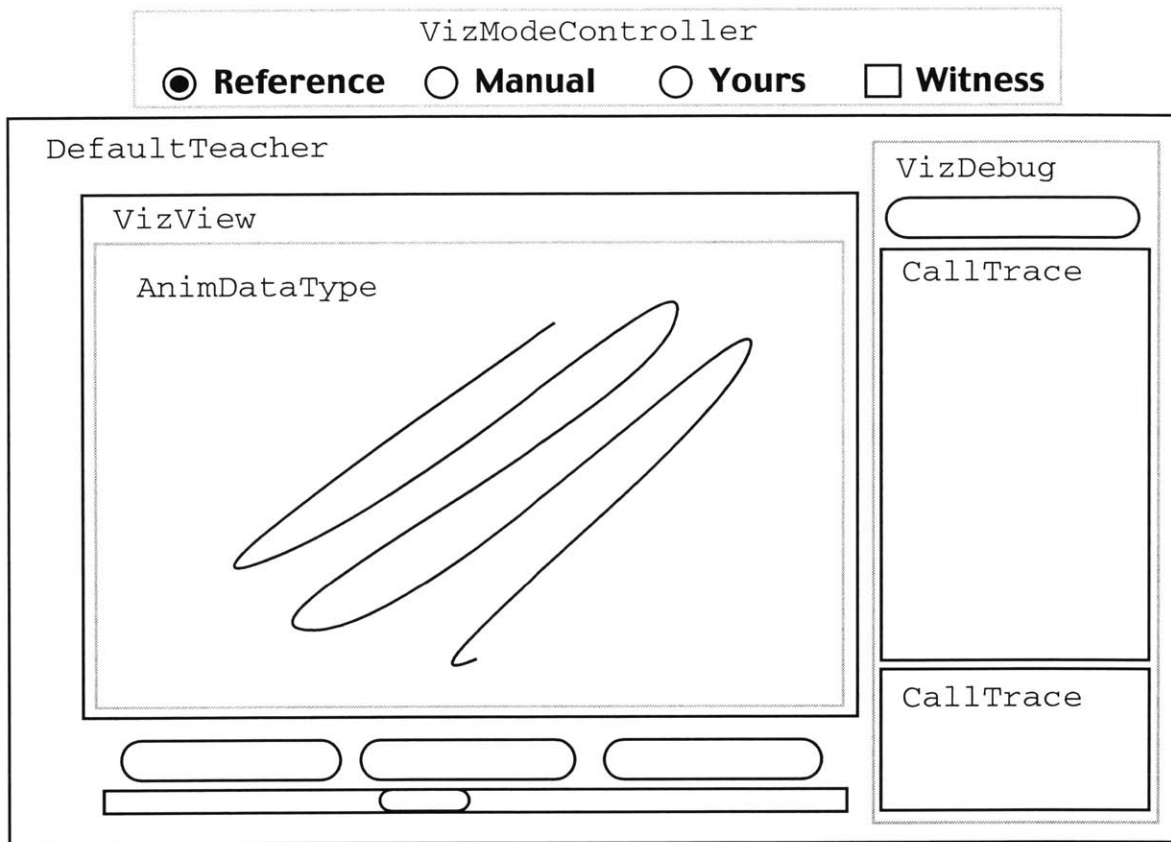 VizModeController
Reference Manual Yours Witness
DefaultTeacher
VizView
AnimDataType
VizDebug
CallTrace
CallTrace